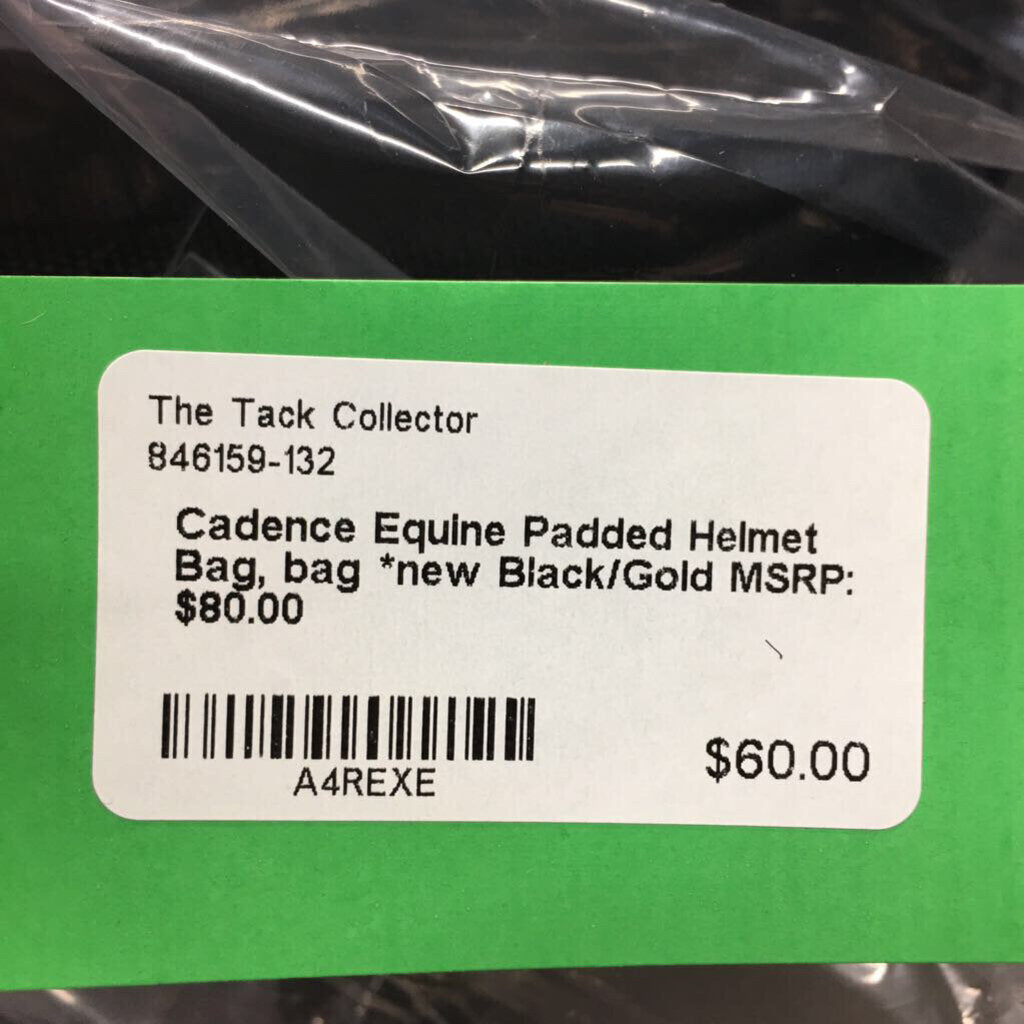 The Tack Collector
846159-132
Cadence Equine Padded Helmet
Bag, bag *new Black/Gold MSRP:
$80.00
A4REXE
$60.00